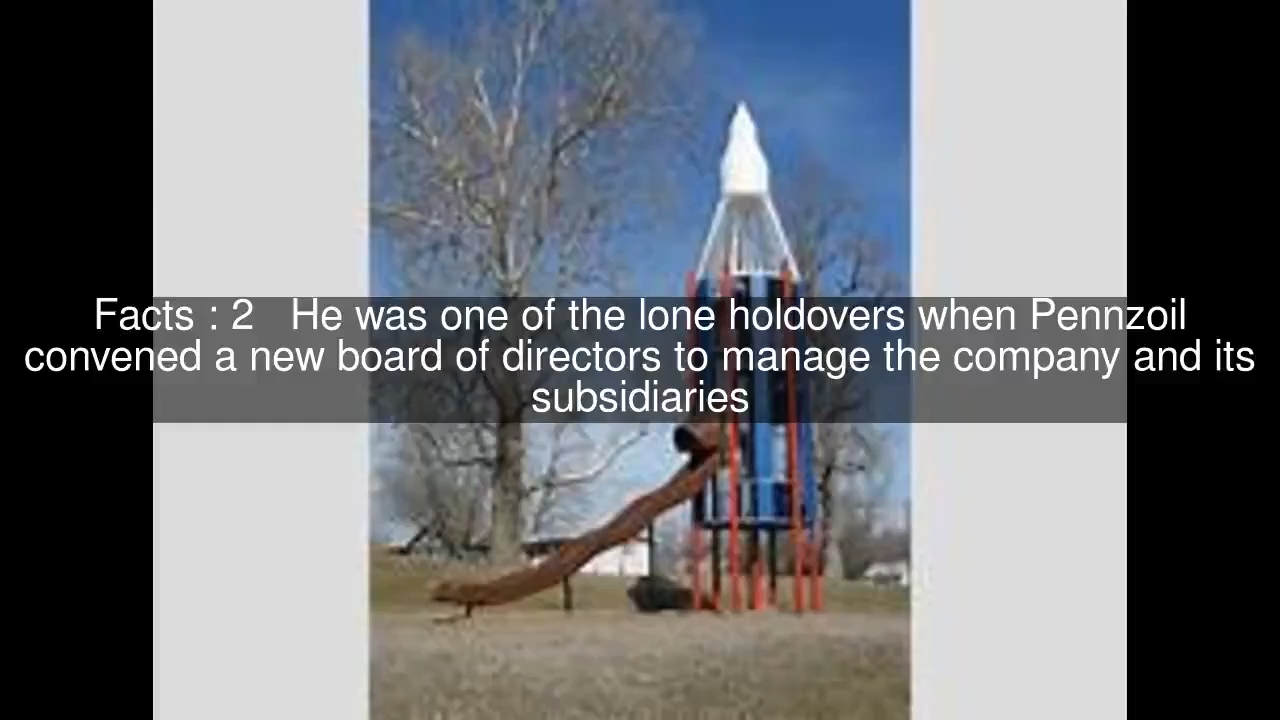 Facts : 2 He was one of the lone holdovers when Pennzoil
convened a new board of directors to manage the company and its
subsidiaries